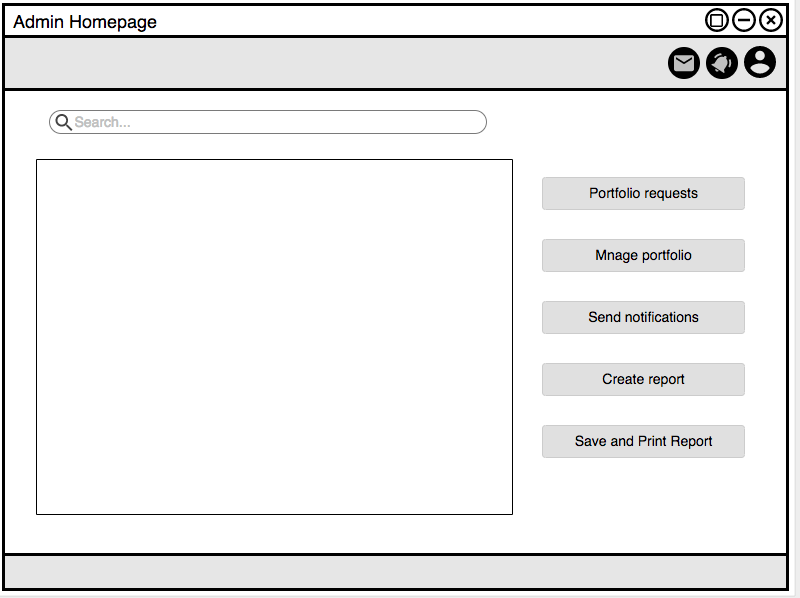 Admin Homepage
Search...
Portfolio requests
Mnage portfolio
Send notifications
Create report
Save and Print Report